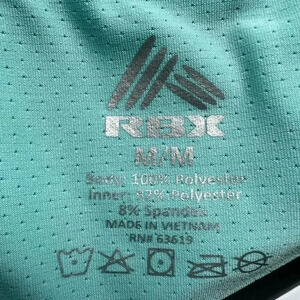 RBX
M/M
Body: 100% Polyester
Inner: 92% Polyester
8% Spandex
MADE IN VIETNAM
RN# 63619